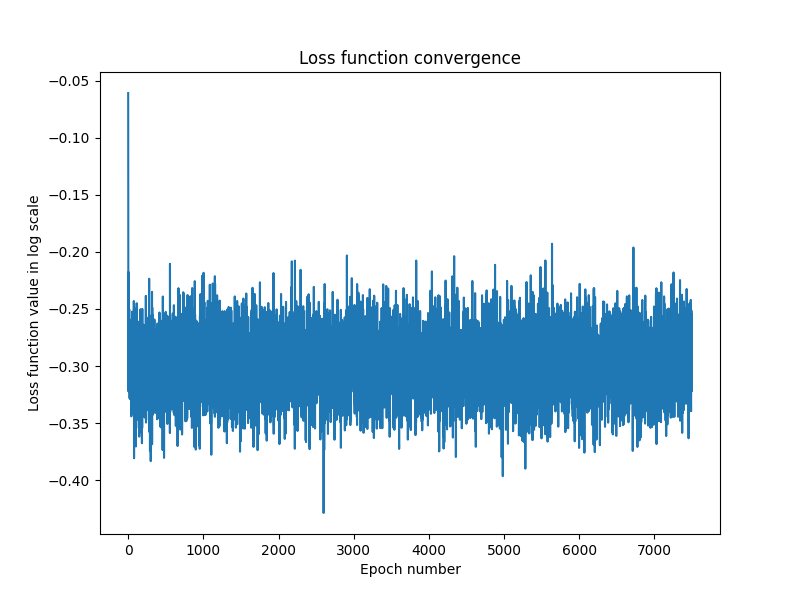 Loss function convergence
Loss function value in log scale
−0.05
−0.10
−0.15
−0.20
−0.25
−0.30
−0.35
−0.40
0 1000 2000 3000 4000 5000 6000 7000
Epoch number